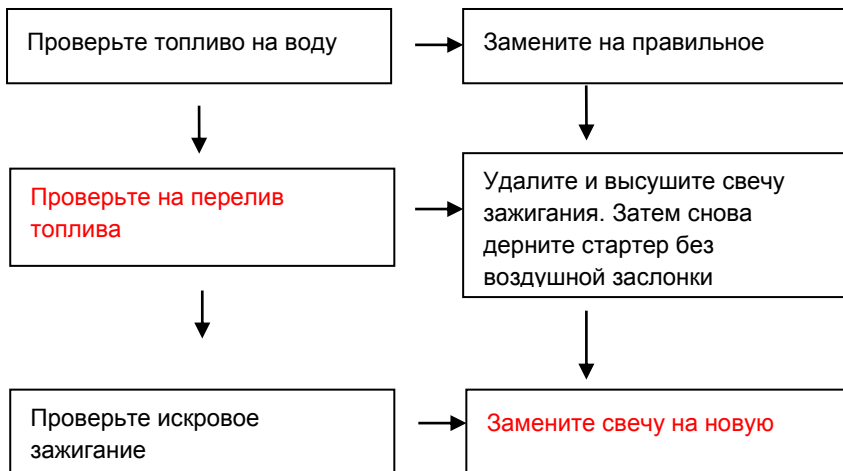 Проверьте топливо на воду
Замените на правильное
Проверьте на перелив
топлива
Удалите и высушите свечу
зажигания. Затем снова
дерните стартер без
воздушной заслонки
Проверьте искровое
зажигание
Замените свечу на новую